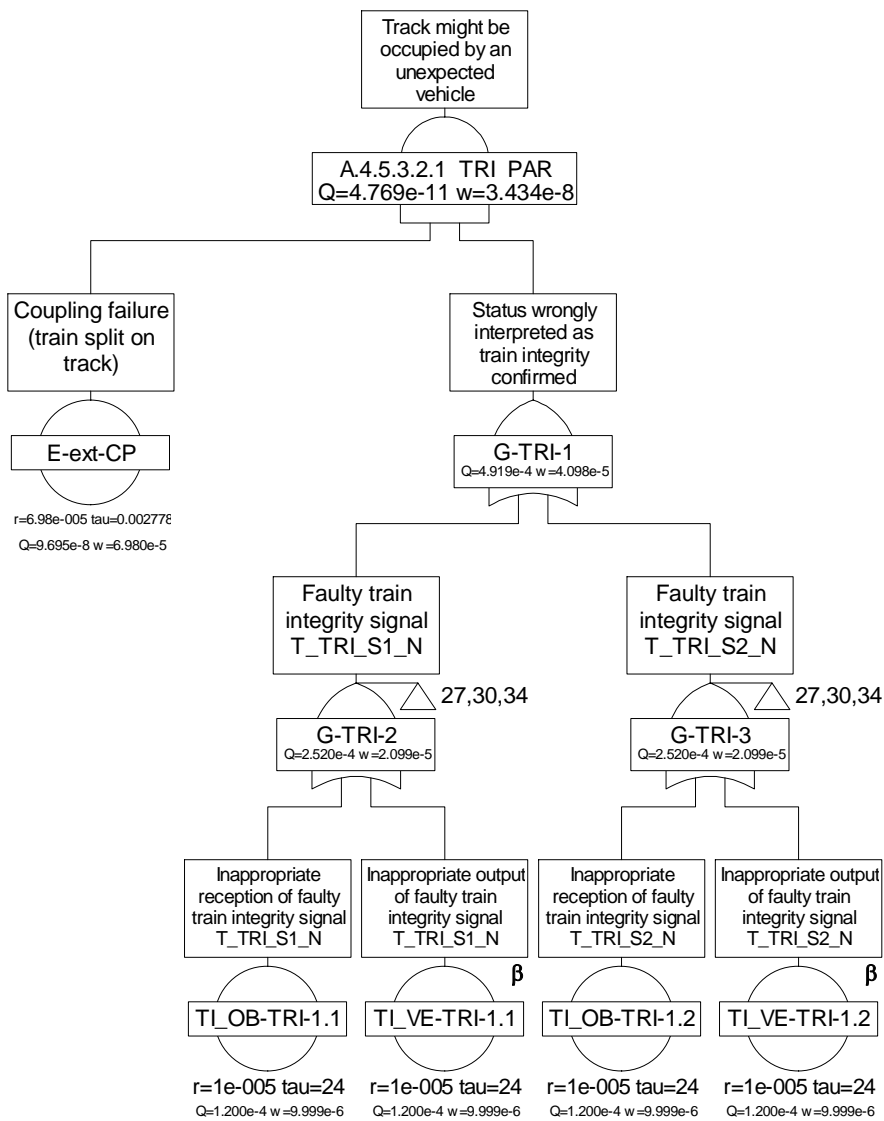 Track might be
occupied by an
unexpected
vehicle
A.4.5.3.2.1 TRI PAR
Q=4.769e-11 w=3.434e-8
Coupling failure
(train split on
track)
E-ext-CP
r=6.98e-005 tau=0.002778
Q=9.695e-8 w=6.980e-5
Status wrongly
interpreted as
train integrity
confirmed
G-TRI-1
Q=4.919e-4 w=4.098e-5
Faulty train
integrity signal
T_TRI_S1_N
27,30,34
G-TRI-2
Q=2.520e-4 w=2.099e-5
Faulty train
integrity signal
T_TRI_S2_N
27,30,34
G-TRI-3
Q=2.520e-4 w=2.099e-5
Inappropriate
reception of faulty
train integrity signal
T_TRI_S1_N
TI_OB-TRI-1.1
r=1e-005 tau=24
Q=1.200e-4 w=9.999e-6
Inappropriate output
of faulty train
integrity signal
T_TRI_S1_N
β
TI_VE-TRI-1.1
r=1e-005 tau=24
Q=1.200e-4 w=9.999e-6
Inappropriate
reception of faulty
train integrity signal
T_TRI_S2_N
TI_OB-TRI-1.2
r=1e-005 tau=24
Q=1.200e-4 w=9.999e-6
Inappropriate output
of faulty train
integrity signal
T_TRI_S2_N
β
TI_VE-TRI-1.2
r=1e-005 tau=24
Q=1.200e-4 w=9.999e-6